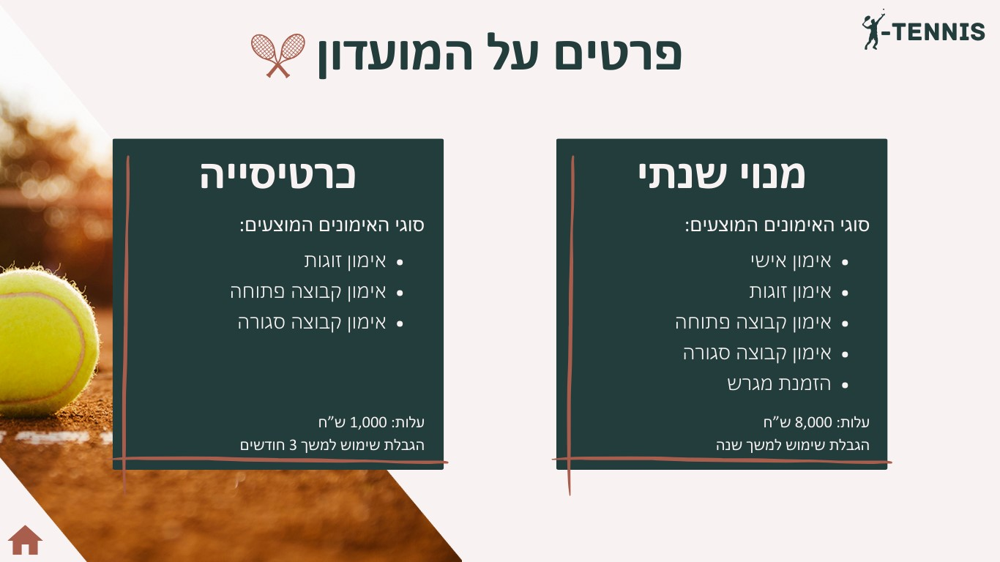 -TENNIS
פרטים על המועדון
מנוי שנתי
סוגי האימונים המוצעים:
• אימון אישי
• אימון זוגות
• אימון קבוצה פתוחה
• אימון קבוצה סגורה
• הזמנת מגרש
עלות: 8,000 ש”ח
הגבלת שימוש למשך שנה
כרטיסייה
סוגי האימונים המוצעים:
• אימון זוגות
• אימון קבוצה פתוחה
• אימון קבוצה סגורה
עלות: 1,000 ש”ח
הגבלת שימוש למשך 3 חודשים